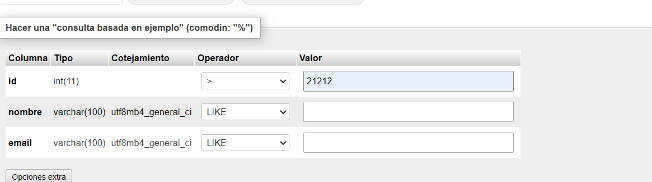 Hacer una "consulta basada en ejemplo" (comodín: "%")
Columna Tipo Cotejamiento Operador Valor
id int(11) > 21212
nombre varchar(100) utf8mb4_general_ci LIKE
email varchar(100) utf8mb4_general_ci LIKE
Opciones extra